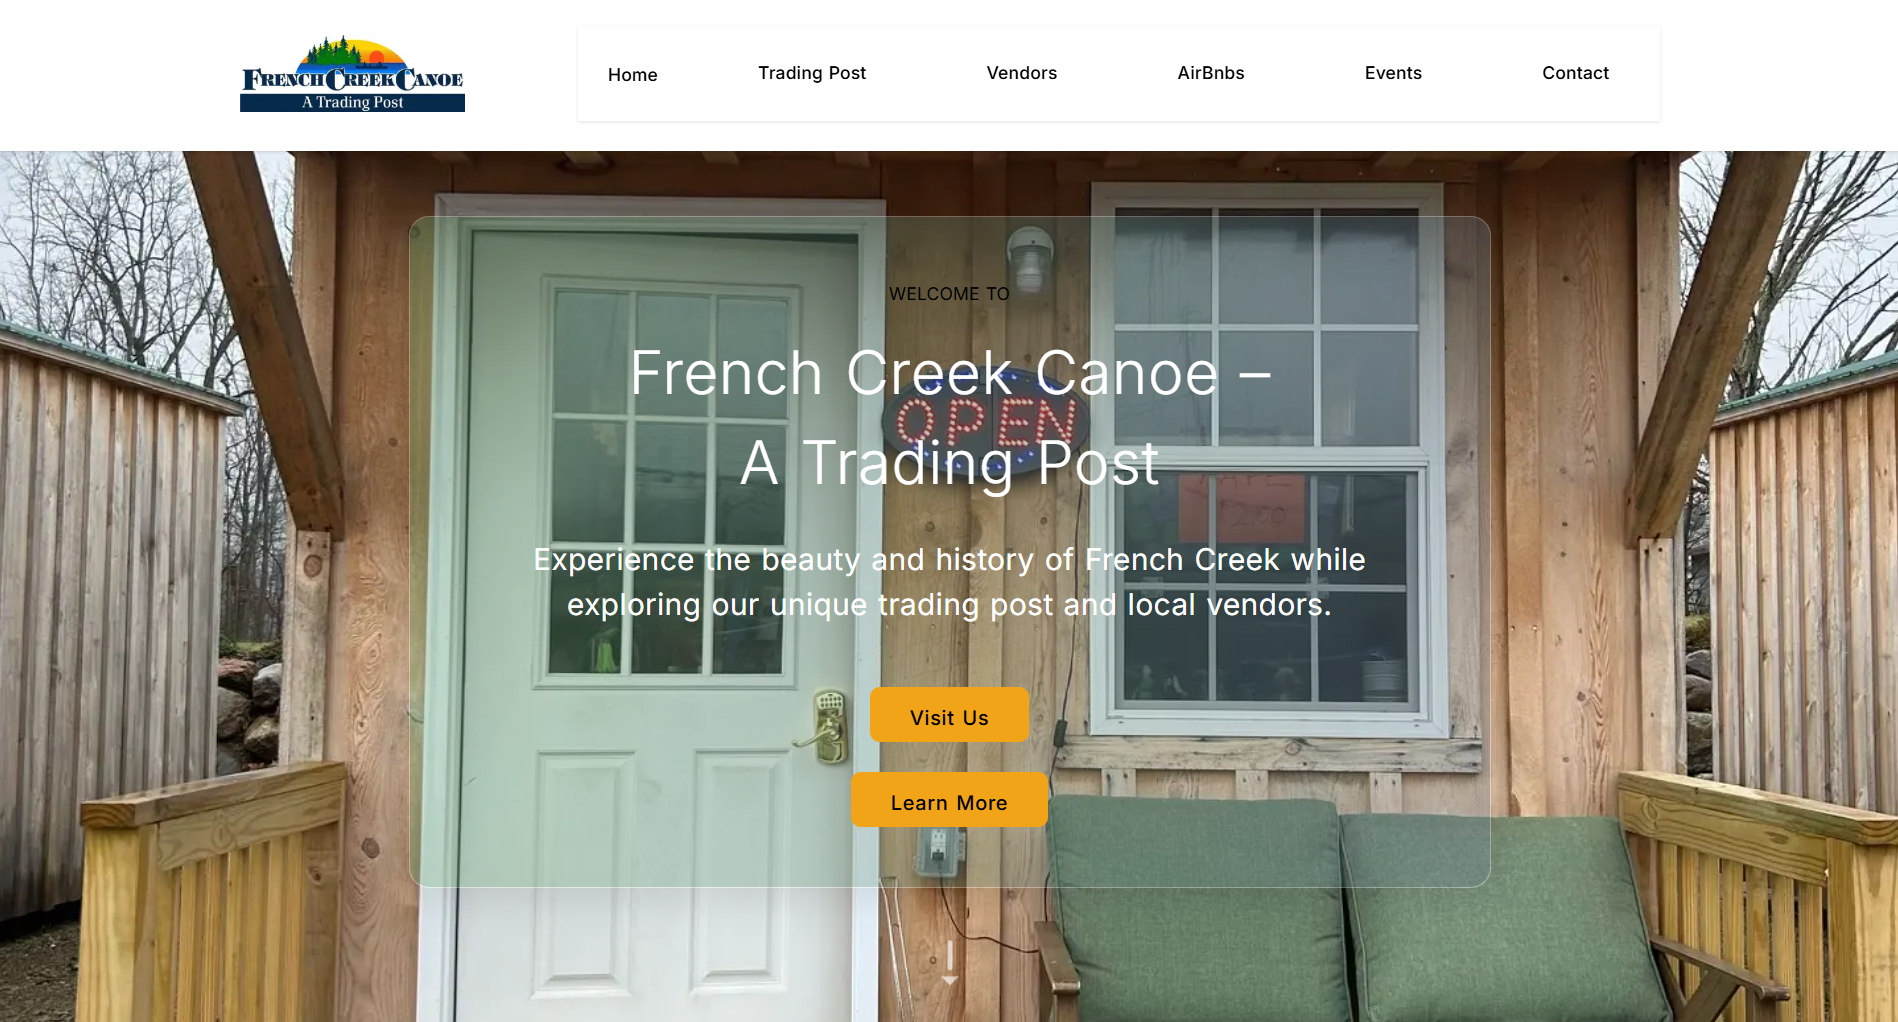 FRENCH CREEK CANOE
A Trading Post
Home
Trading Post
Vendors
AirBnbs
Events
Contact
WELCOME TO
French Creek Canoe –
OPEN
A Trading Post
Experience the beauty and history of French Creek while
exploring our unique trading post and local vendors.
Visit Us
Learn More